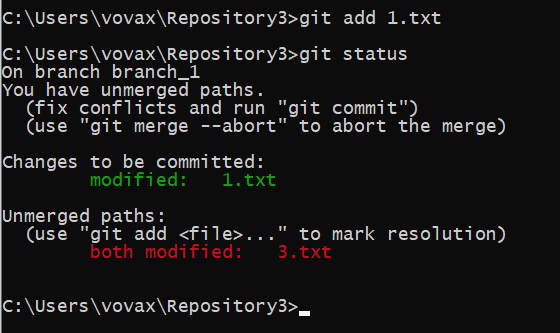 C:\Users\vovax\Repository3>git add 1.txt
C:\Users\vovax\Repository3>git status
On branch branch_1
You have unmerged paths.
  (fix conflicts and run "git commit")
  (use "git merge --abort" to abort the merge)
Changes to be committed:
        modified:   1.txt
Unmerged paths:
  (use "git add <file>..." to mark resolution)
        both modified:   3.txt
C:\Users\vovax\Repository3>